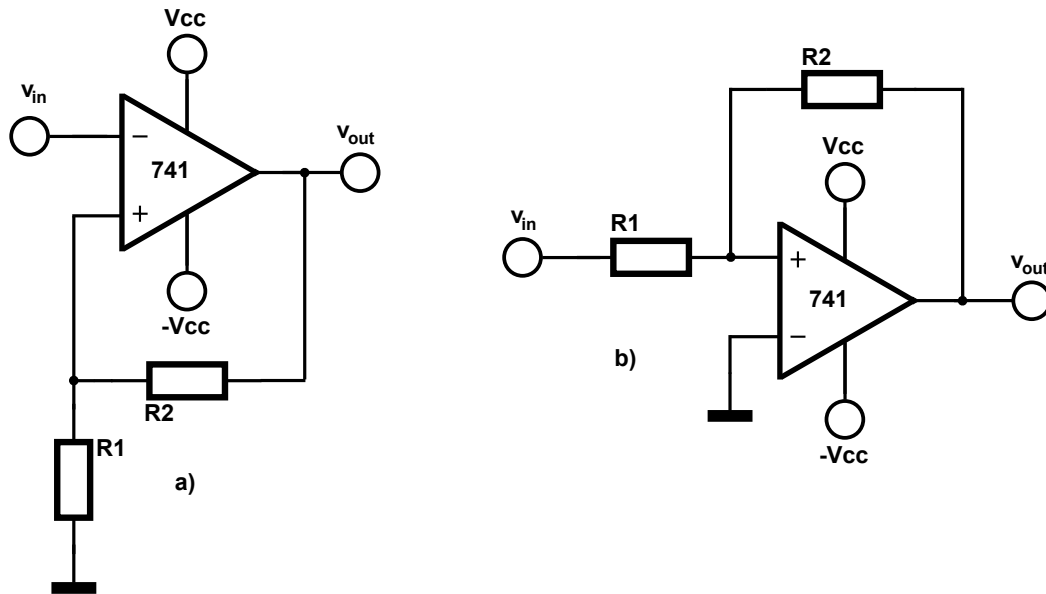 Vcc
v_in
−
741
+
v_out
-Vcc
R2
R1
a)
R2
Vcc
v_in
R1
+
741
−
v_out
b)
-Vcc